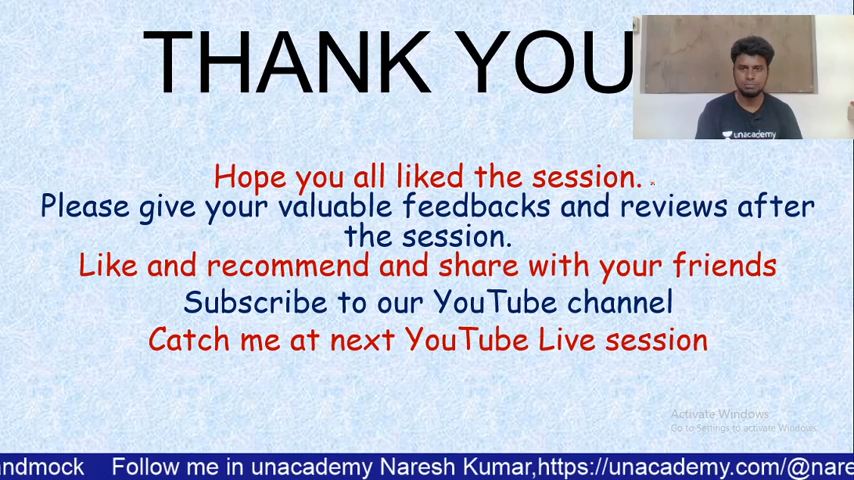 THANK YOU
unacademy
Hope you all liked the session.
Please give your valuable feedbacks and reviews after
the session.
Like and recommend and share with your friends
Subscribe to our YouTube channel
Catch me at next YouTube Live session
Activate Windows
Go to Settings to activate Windows.
andmock Follow me in unacademy Naresh Kumar,https://unacademy.com/@nare